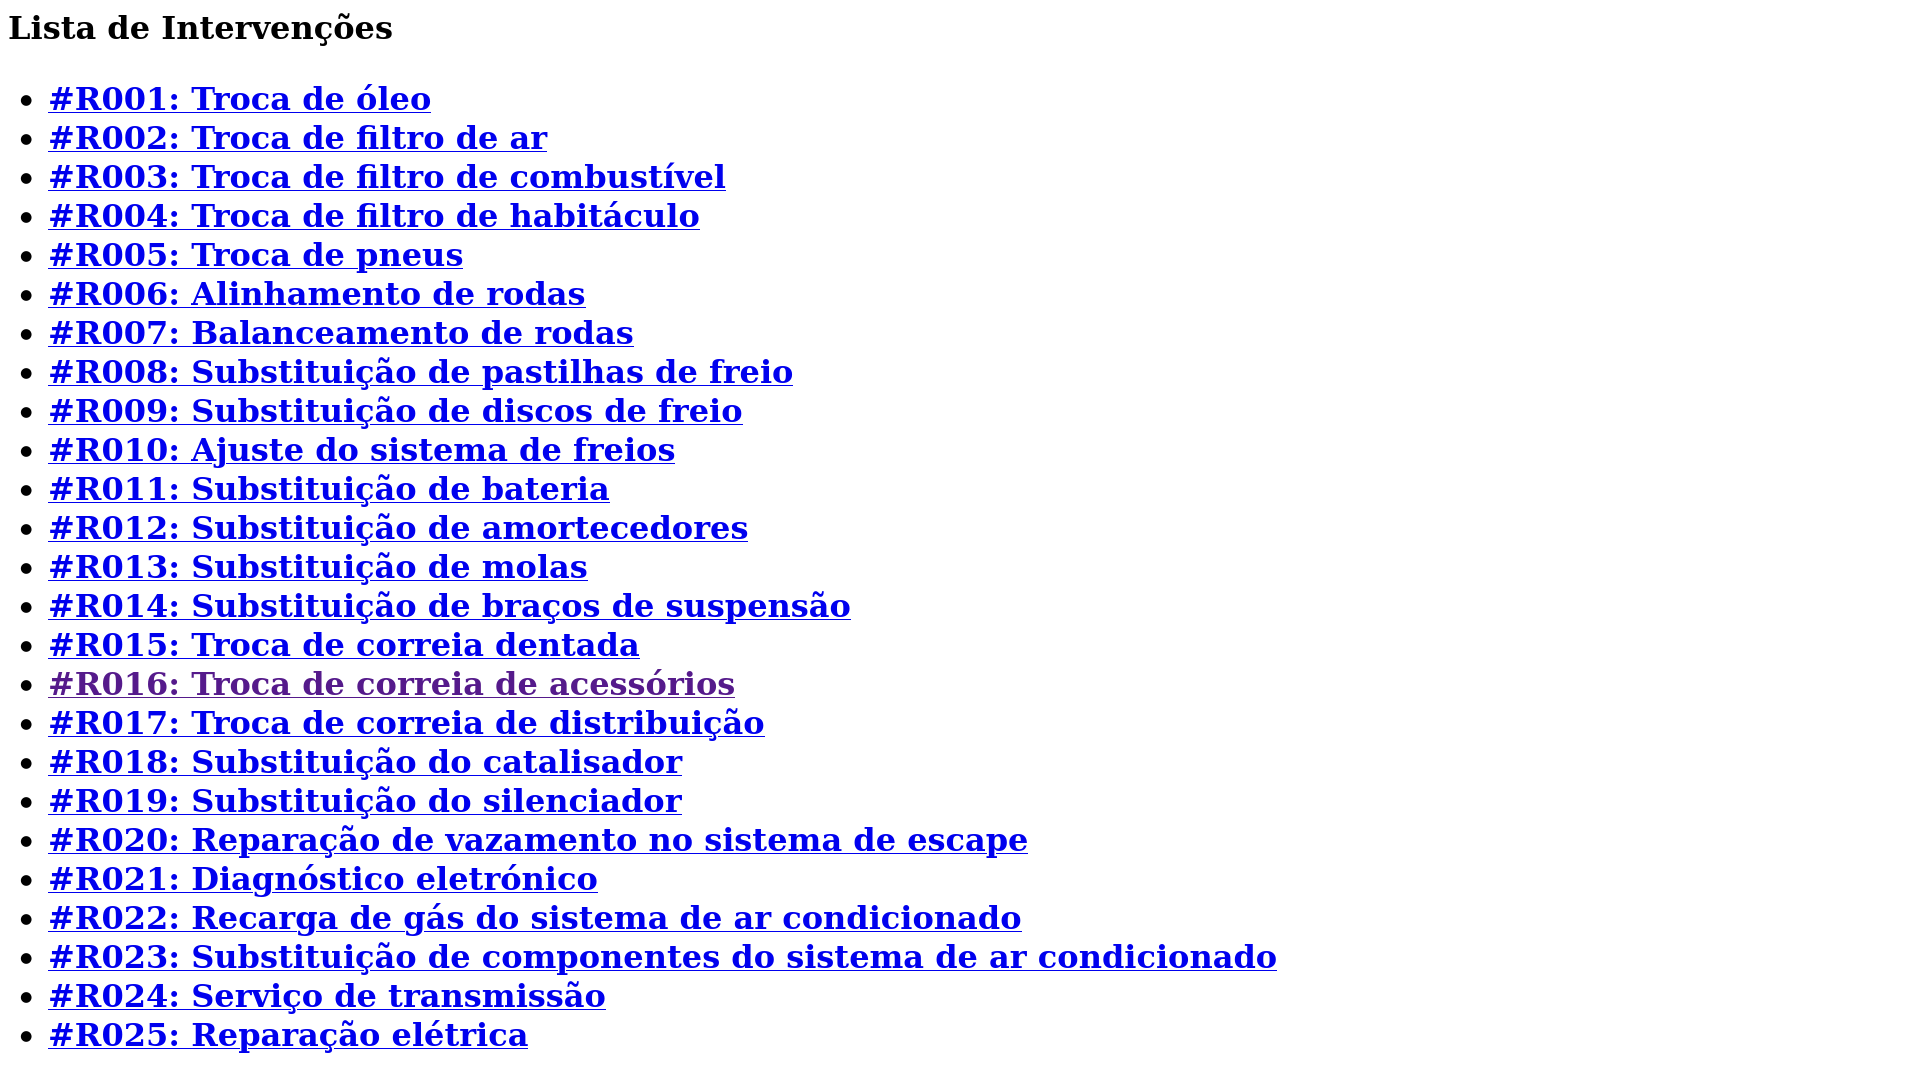 Lista de Intervenções
#R001: Troca de óleo
#R002: Troca de filtro de ar
#R003: Troca de filtro de combustível
#R004: Troca de filtro de habitáculo
#R005: Troca de pneus
#R006: Alinhamento de rodas
#R007: Balanceamento de rodas
#R008: Substituição de pastilhas de freio
#R009: Substituição de discos de freio
#R010: Ajuste do sistema de freios
#R011: Substituição de bateria
#R012: Substituição de amortecedores
#R013: Substituição de molas
#R014: Substituição de braços de suspensão
#R015: Troca de correia dentada
#R016: Troca de correia de acessórios
#R017: Troca de correia de distribuição
#R018: Substituição do catalisador
#R019: Substituição do silenciador
#R020: Reparação de vazamento no sistema de escape
#R021: Diagnóstico eletrónico
#R022: Recarga de gás do sistema de ar condicionado
#R023: Substituição de componentes do sistema de ar condicionado
#R024: Serviço de transmissão
#R025: Reparação elétrica